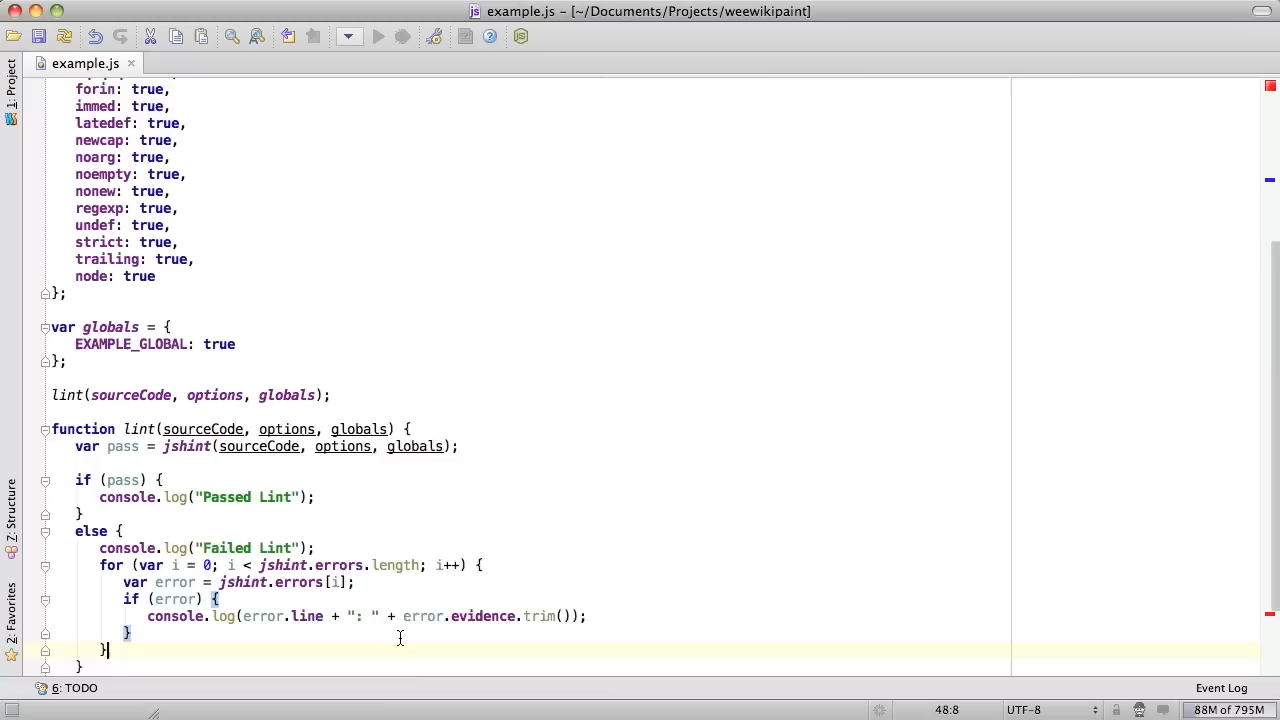 example.js – [~/Documents/Projects/weewikipaint]
example.js
1: Project
Z: Structure
2: Favorites
forin: true,
immed: true,
latedef: true,
newcap: true,
noarg: true,
noempty: true,
nonew: true,
regexp: true,
undef: true,
strict: true,
trailing: true,
node: true
};
var globals = {
EXAMPLE_GLOBAL: true
};
lint(sourceCode, options, globals);
function lint(sourceCode, options, globals) {
var pass = jshint(sourceCode, options, globals);
if (pass) {
console.log("Passed Lint");
}
else {
console.log("Failed Lint");
for (var i = 0; i < jshint.errors.length; i++) {
var error = jshint.errors[i];
if (error) {
console.log(error.line + ": " + error.evidence.trim());
}
}
}
6: TODO
Event Log
48:8
UTF-8
88M of 795M